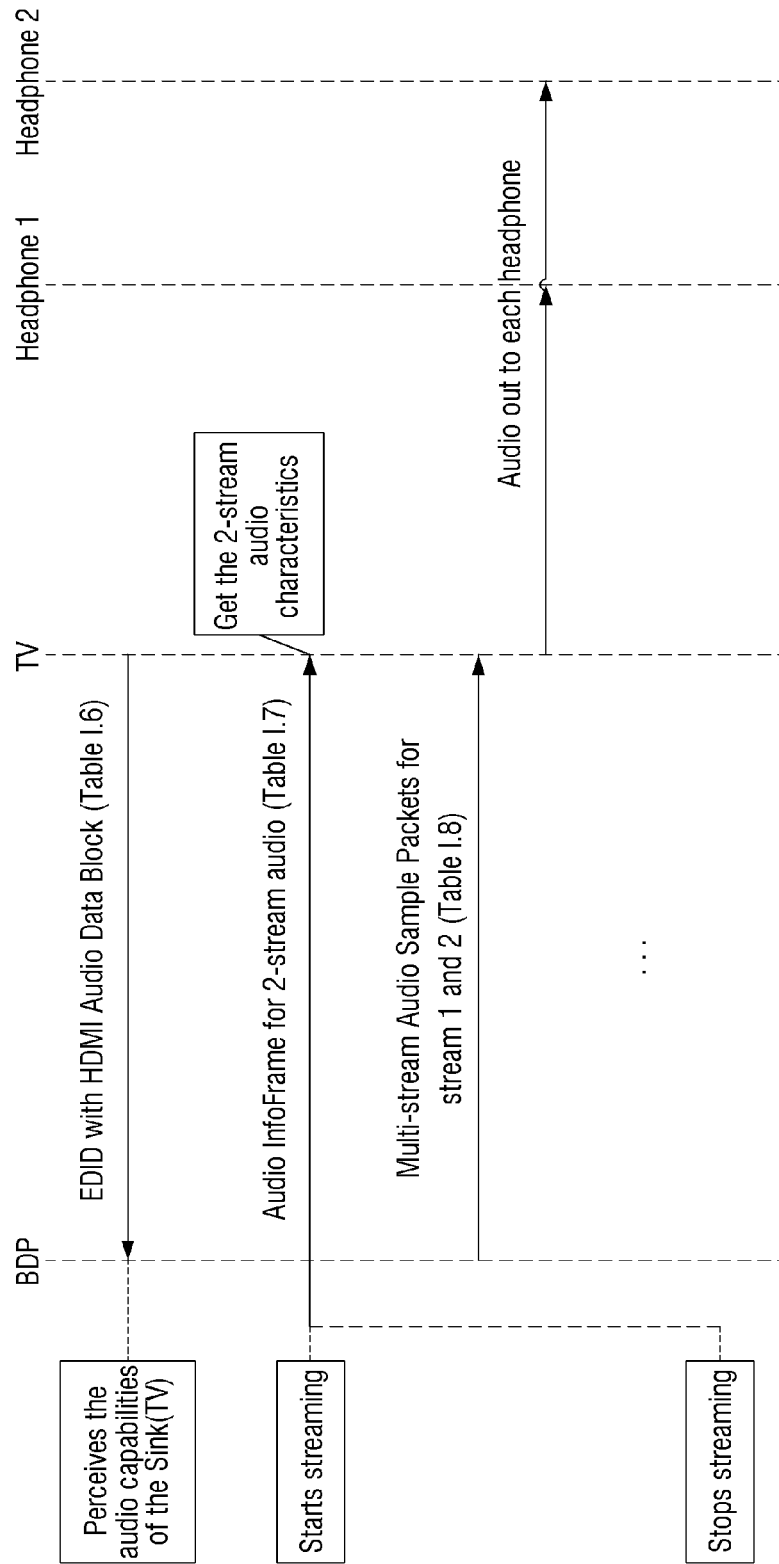 BDP
TV
Headphone 1
Headphone 2
Perceives the
audio capabilities
of the Sink(TV)
EDID with HDMI Audio Data Block (Table I.6)
Starts streaming
Audio InfoFrame for 2-stream audio (Table I.7)
Get the 2-stream
audio
characteristics
Multi-stream Audio Sample Packets for
stream 1 and 2 (Table I.8)
Audio out to each headphone
...
Stops streaming